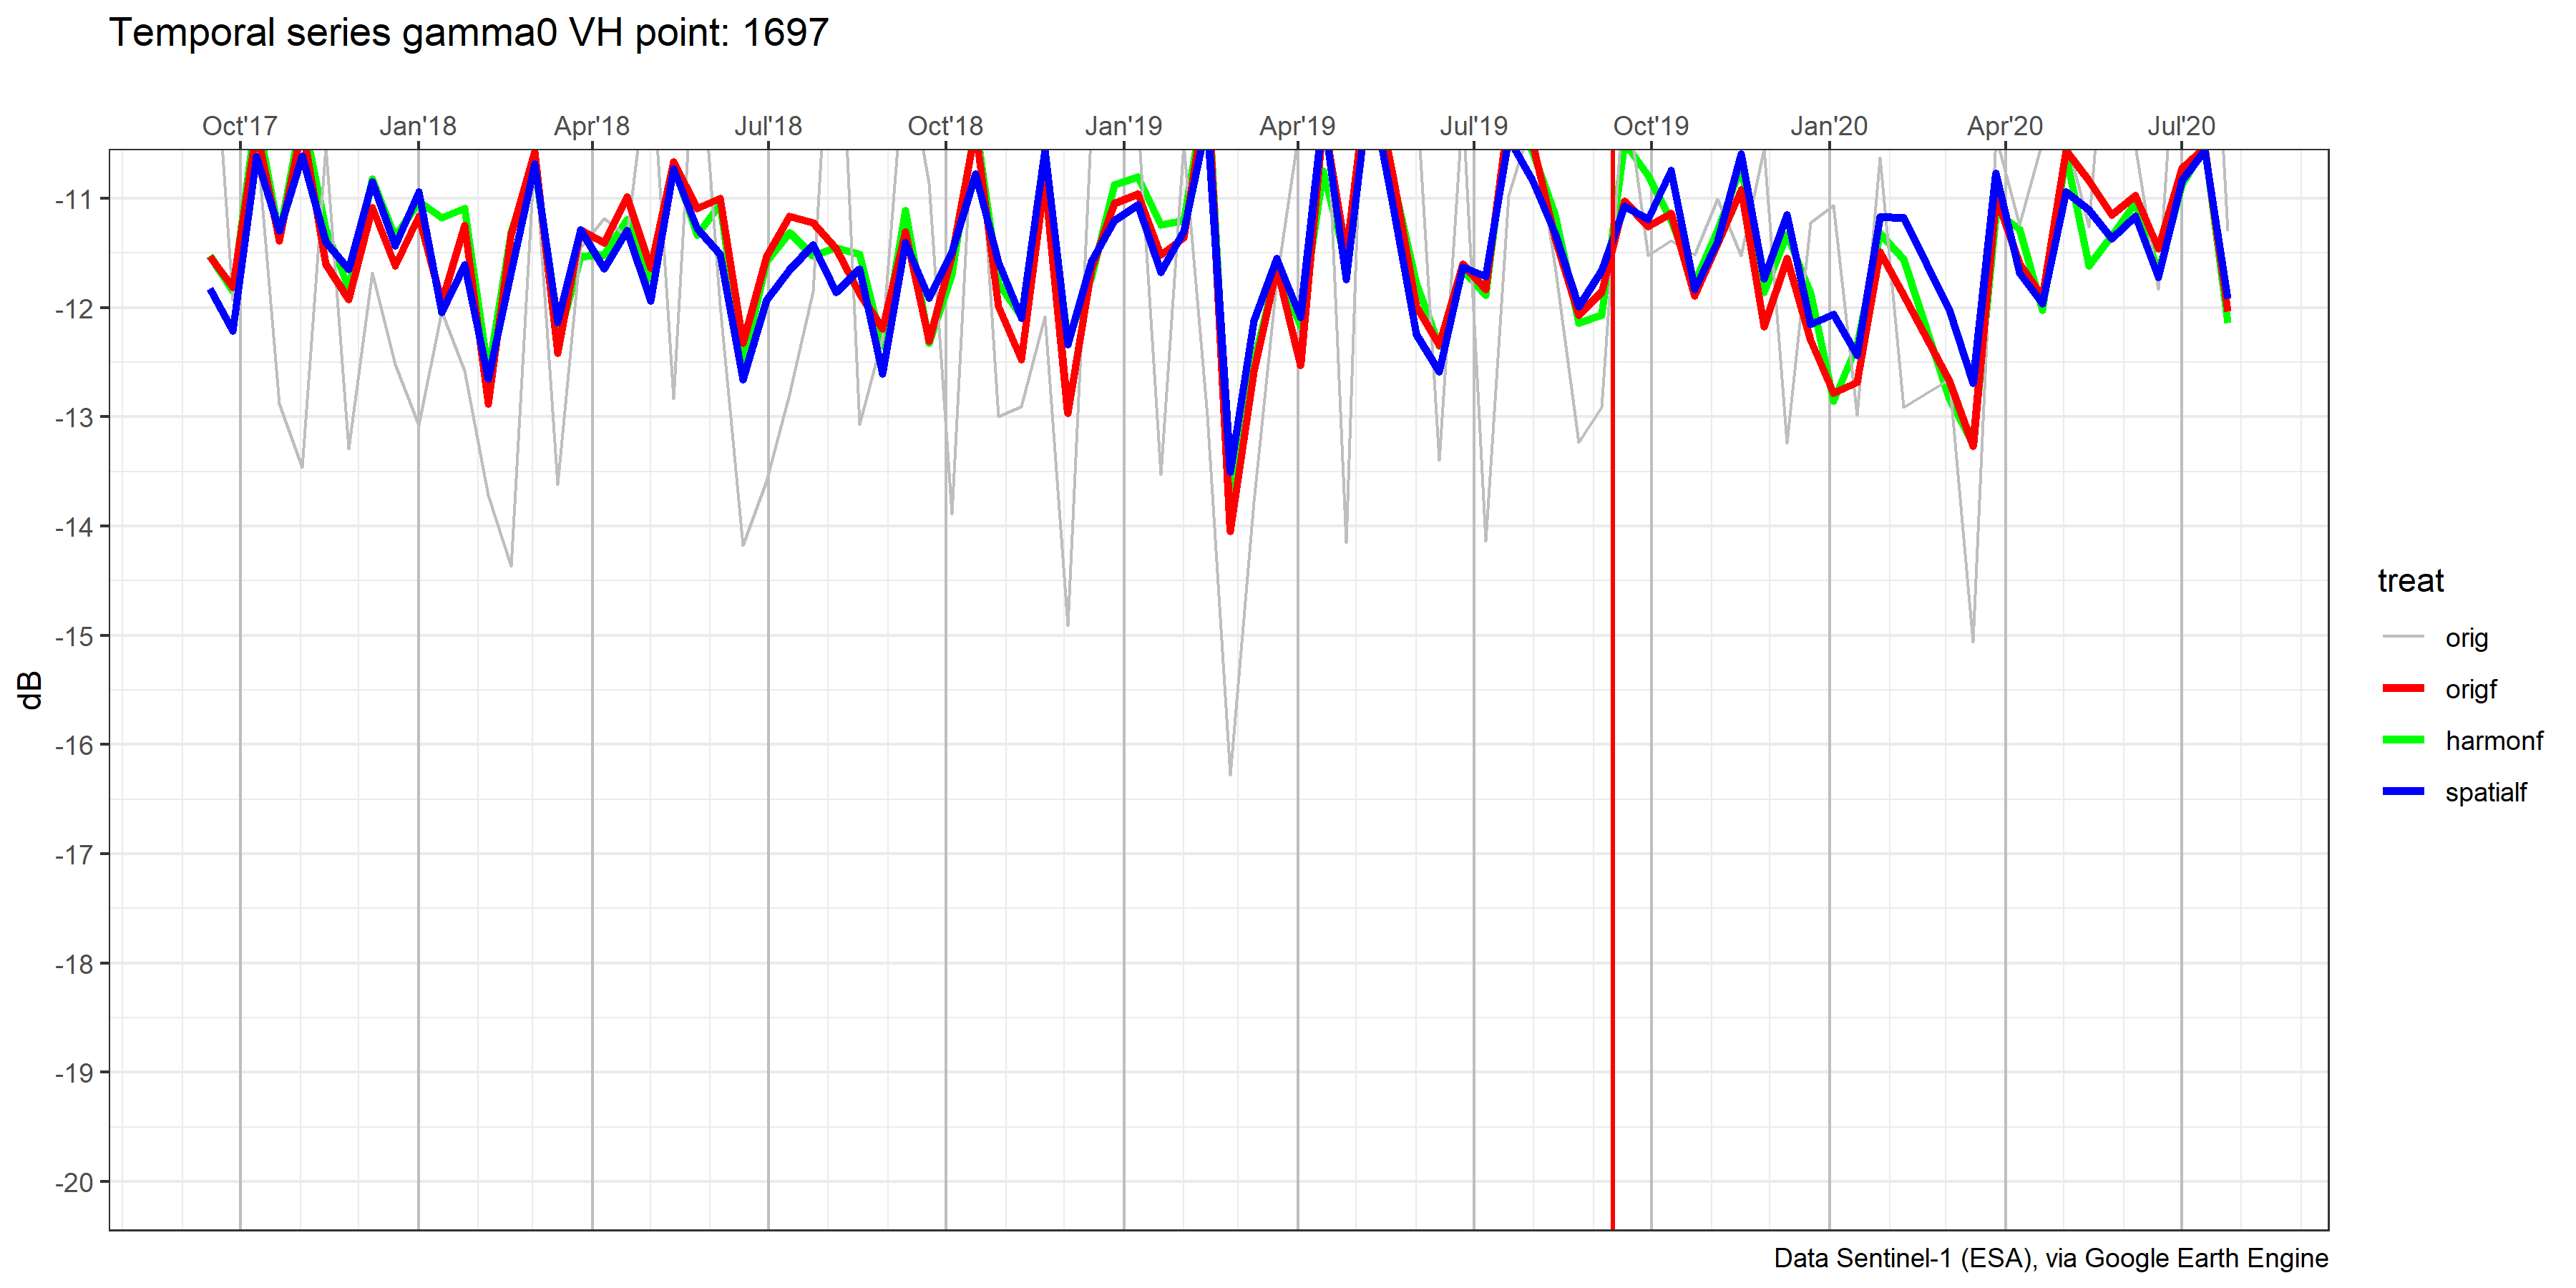 Temporal series gamma0 VH point: 1697
Oct'17 Jan'18 Apr'18 Jul'18 Oct'18 Jan'19 Apr'19 Jul'19 Oct'19 Jan'20 Apr'20 Jul'20
-11
-12
-13
-14
-15
-16
-17
-18
-19
-20
dB
treat
orig
origf
harmonf
spatialf
Data Sentinel-1 (ESA), via Google Earth Engine